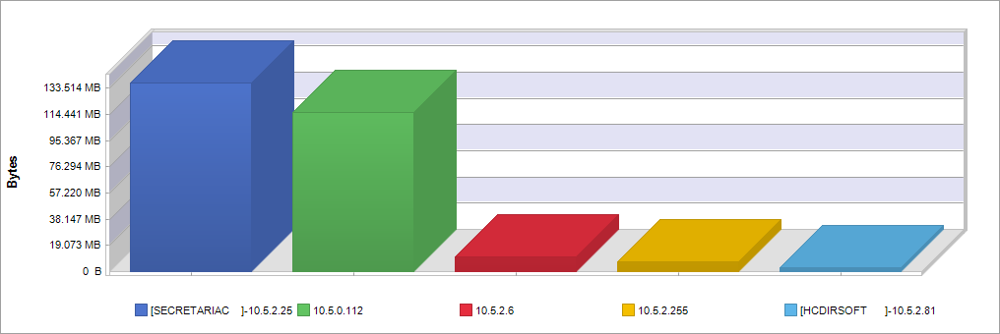 Bytes
133.514 MB
114.441 MB
95.367 MB
76.294 MB
57.220 MB
38.147 MB
19.073 MB
0 B
[SECRETARIAC ]-10.5.2.25
10.5.0.112
10.5.2.6
10.5.2.255
[HCDIRSOFT ]-10.5.2.81